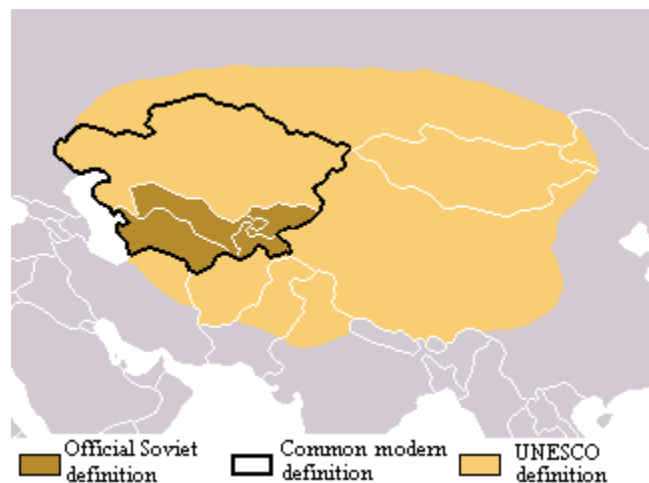 Official Soviet
definition
Common modern
definition
UNESCO
definition